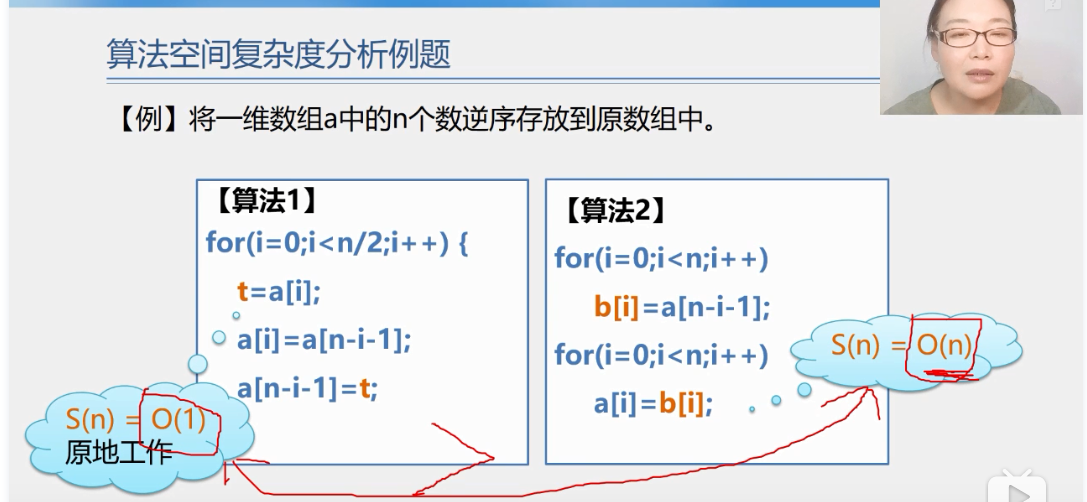 算法空间复杂度分析例题
【例】将一维数组a中的n个数逆序存放到原数组中。
【算法1】
for(i=0;i<n/2;i++) {
t=a[i];
a[i]=a[n-i-1];
a[n-i-1]=t;
S(n) = O(1)
原地工作
【算法2】
for(i=0;i<n;i++)
b[i]=a[n-i-1];
for(i=0;i<n;i++)
a[i]=b[i];
S(n) = O(n)